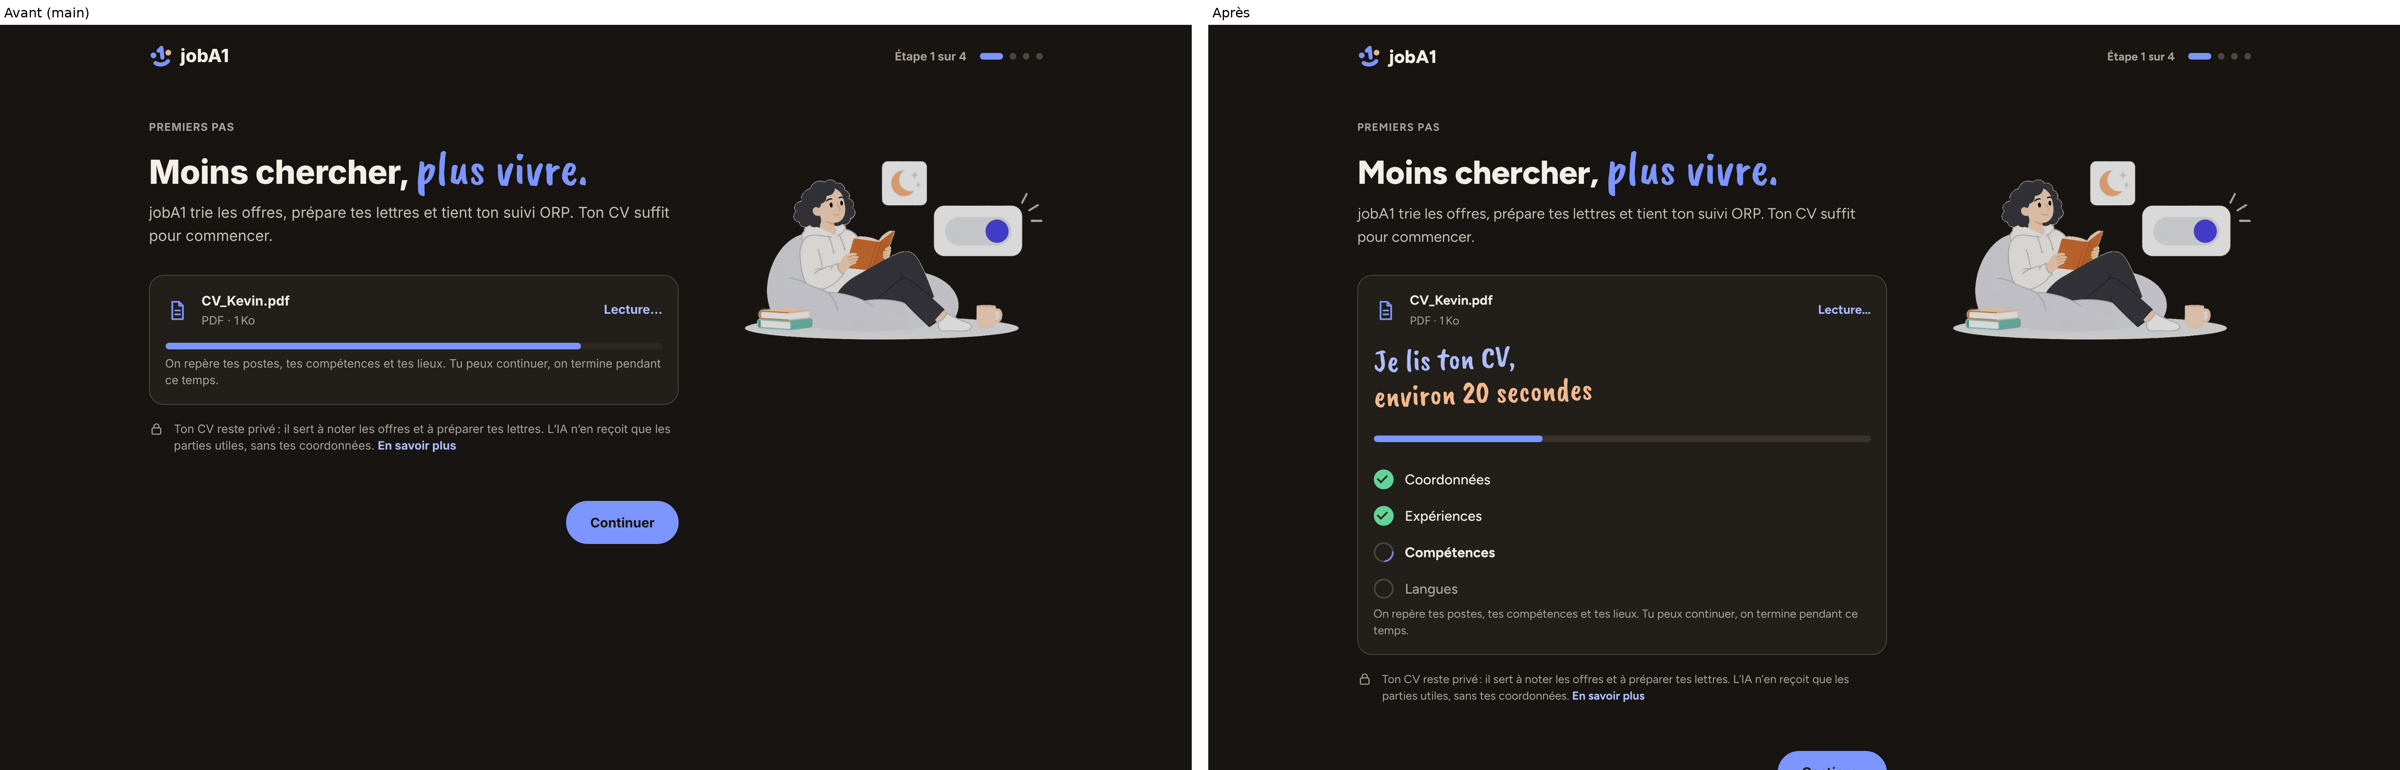 Avant (main)
jobA1
Étape 1 sur 4
PREMIERS PAS
Moins chercher, plus vivre.
jobA1 trie les offres, prépare tes lettres et tient ton suivi ORP. Ton CV suffit
pour commencer.
CV_Kevin.pdf
PDF · 1 Ko
Lecture…
On repère tes postes, tes compétences et tes lieux. Tu peux continuer, on termine pendant
ce temps.
Ton CV reste privé : il sert à noter les offres et à préparer tes lettres. L’IA n’en reçoit que les
parties utiles, sans tes coordonnées. En savoir plus
Continuer
Après
jobA1
Étape 1 sur 4
PREMIERS PAS
Moins chercher, plus vivre.
jobA1 trie les offres, prépare tes lettres et tient ton suivi ORP. Ton CV suffit
pour commencer.
CV_Kevin.pdf
PDF · 1 Ko
Lecture…
Je lis ton CV,
environ 20 secondes
Coordonnées
Expériences
Compétences
Langues
On repère tes postes, tes compétences et tes lieux. Tu peux continuer, on termine pendant ce
temps.
Ton CV reste privé : il sert à noter les offres et à préparer tes lettres. L’IA n’en reçoit que les
parties utiles, sans tes coordonnées. En savoir plus